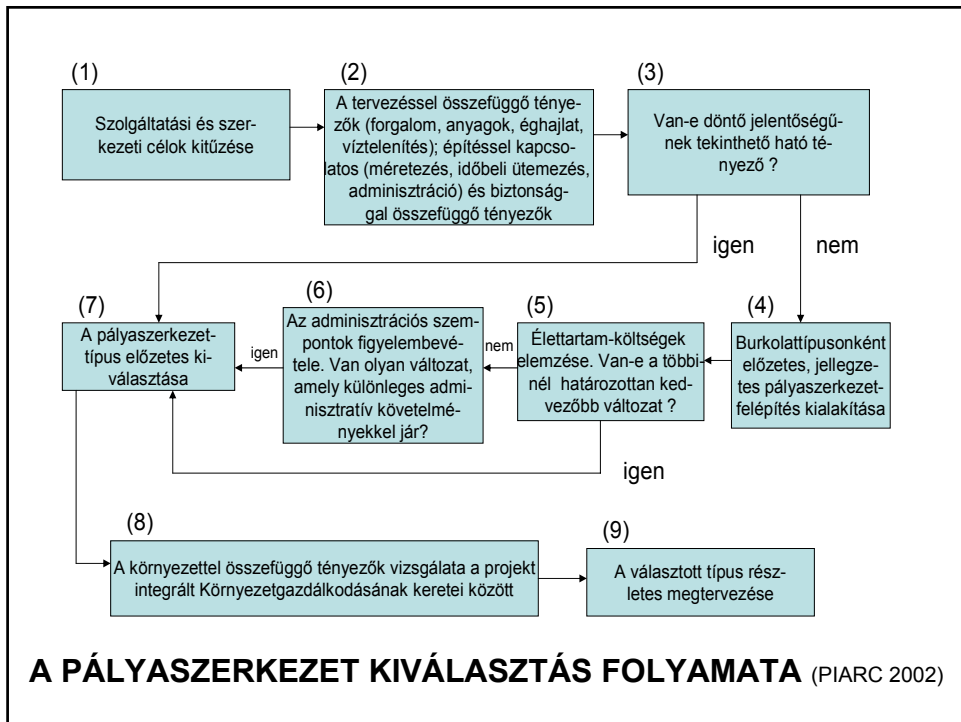 (1)
Szolgáltatási és szer-
kezeti célok kitűzése
(2)
A tervezéssel összefüggő ténye-
zők (forgalom, anyagok, éghajlat,
víztelenítés); építéssel kapcso-
latos (méretezés, időbeli ütemezés,
adminisztráció) és biztonság-
gal összefüggő tényezők
(3)
Van-e döntő jelentőségű-
nek tekinthető ható té-
nyező ?
igen
nem
(4)
Burkolattípusonként
előzetes, jellegze-
tes pályaszerkezet-
felépítés kialakítása
(5)
Élettartam-költségek
elemzése. Van-e a többi-
nél határozottan ked-
vezőbb változat ?
nem
igen
(6)
Az adminisztrációs szem-
pontok figyelembevé-
tele. Van olyan változat,
amely különleges admi-
nisztratív követelmé-
nyekkel jár?
igen
(7)
A pályaszerkezet-
típus előzetes ki-
választása
(8)
A környezettel összefüggő tényezők vizsgálata a projekt
integrált Környezetgazdálkodásának keretei között
(9)
A választott típus rész-
letes megtervezése
A PÁLYASZERKEZET KIVÁLASZTÁS FOLYAMATA (PIARC 2002)